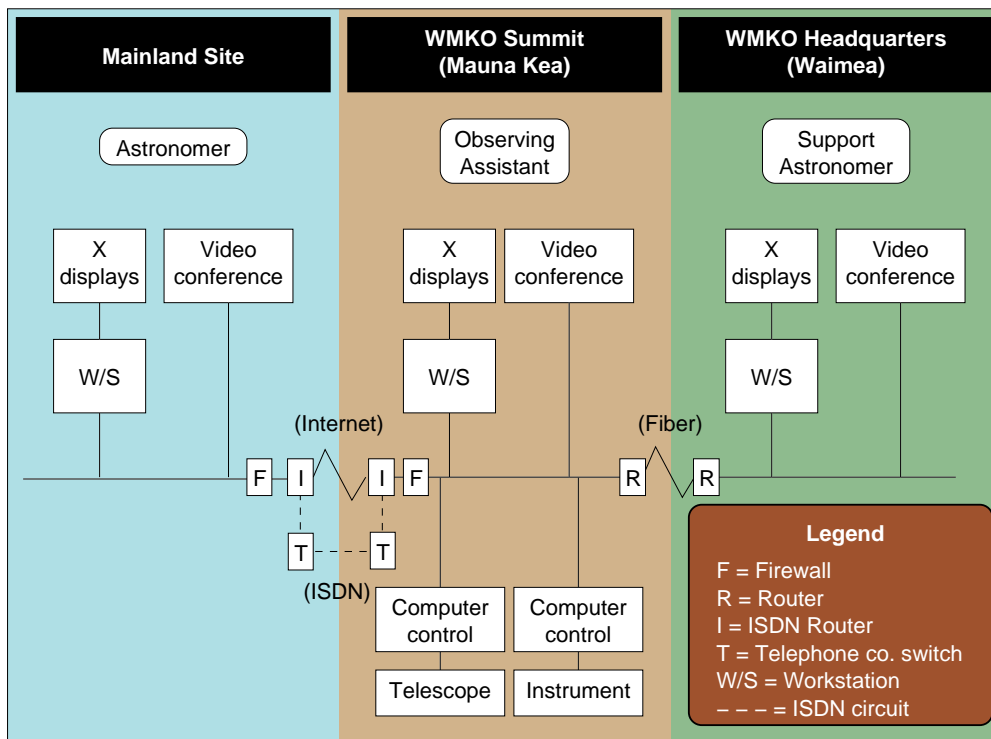 Mainland Site
WMKO Summit
(Mauna Kea)
WMKO Headquarters
(Waimea)
Astronomer
Observing
Assistant
Support
Astronomer
X
displays
Video
conference
X
displays
Video
conference
X
displays
Video
conference
W/S
W/S
W/S
(Internet)
(Fiber)
F
I
I
F
R
R
T
T
(ISDN)
Computer
control
Computer
control
Telescope
Instrument
Legend
F = Firewall
R = Router
I = ISDN Router
T = Telephone co. switch
W/S = Workstation
– – – = ISDN circuit